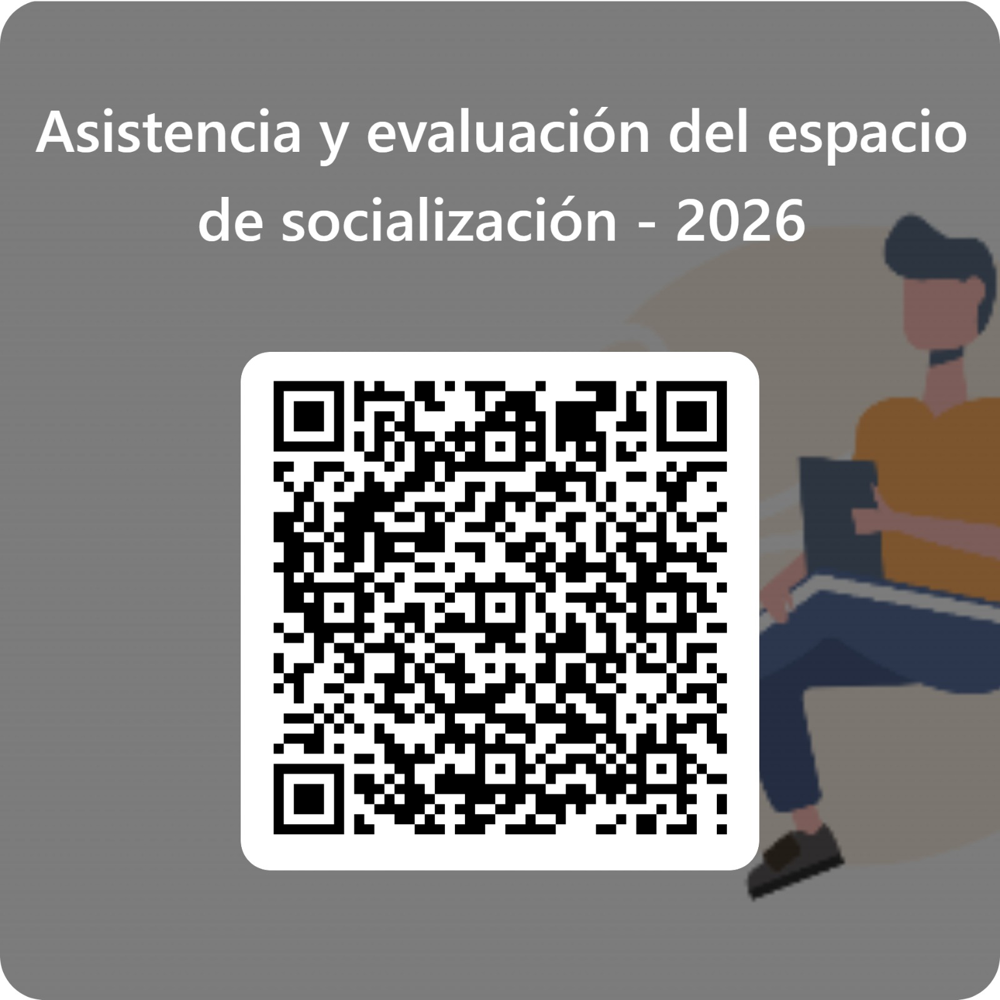 Asistencia y evaluación del espacio
de socialización - 2026